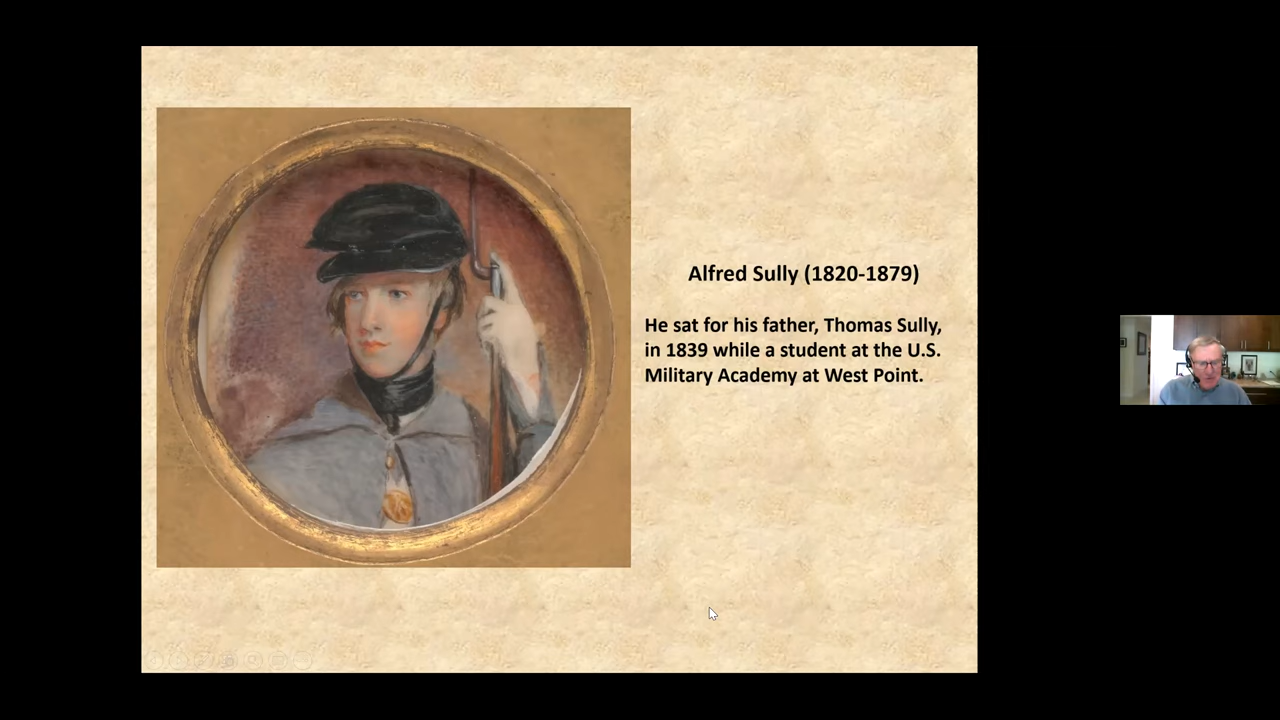 Alfred Sully (1820-1879)
He sat for his father, Thomas Sully,
in 1839 while a student at the U.S.
Military Academy at West Point.